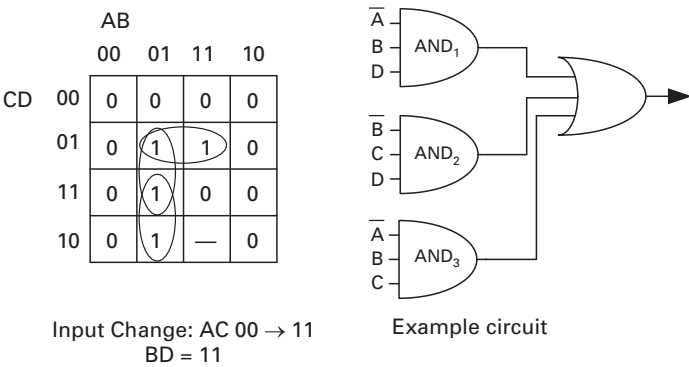 AB
00 01 11 10
CD 00 0 0 0 0
01 0 1 1 0
11 0 1 0 0
10 0 1 — 0
Input Change: AC 00 → 11
BD = 11
A̅
B AND₁
D
B̅
C AND₂
D
A̅
B AND₃
C
Example circuit